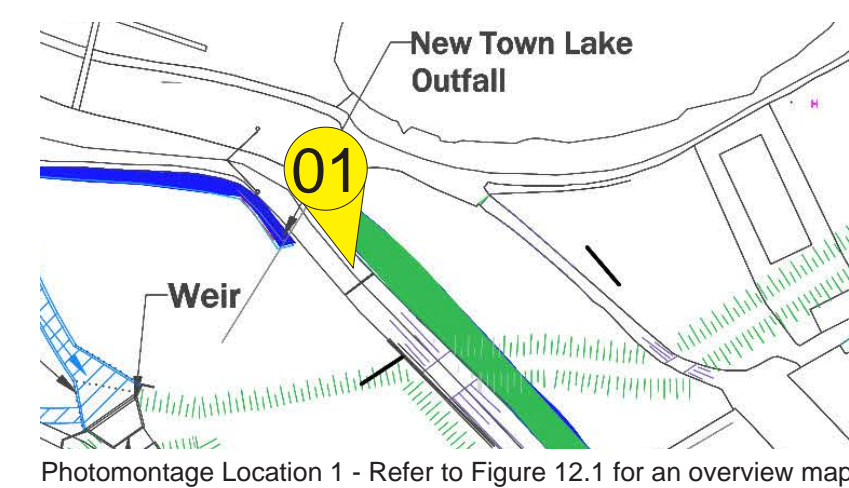 New Town Lake
Outfall
H
01
Weir
Photomontage Location 1 - Refer to Figure 12.1 for an overview map